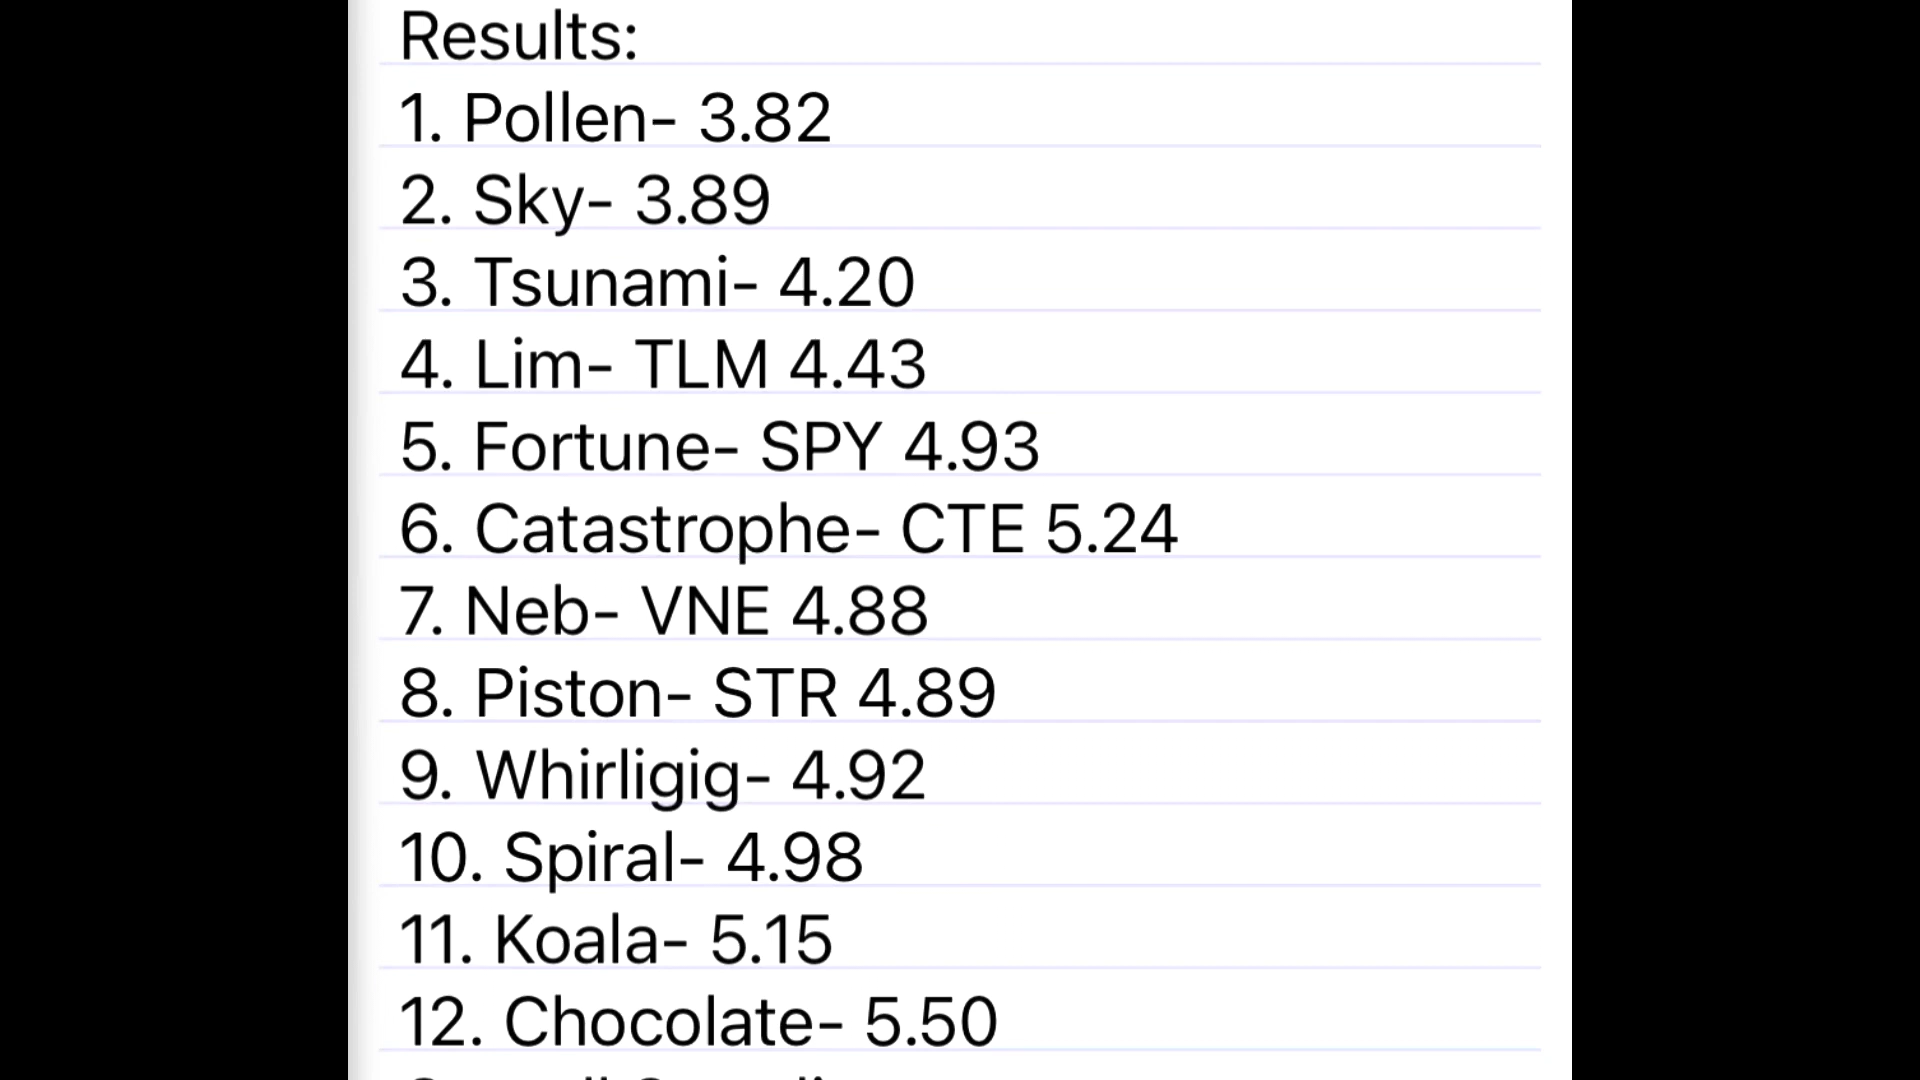 Results:
1. Pollen- 3.82
2. Sky- 3.89
3. Tsunami- 4.20
4. Lim- TLM 4.43
5. Fortune- SPY 4.93
6. Catastrophe- CTE 5.24
7. Neb- VNE 4.88
8. Piston- STR 4.89
9. Whirligig- 4.92
10. Spiral- 4.98
11. Koala- 5.15
12. Chocolate- 5.50